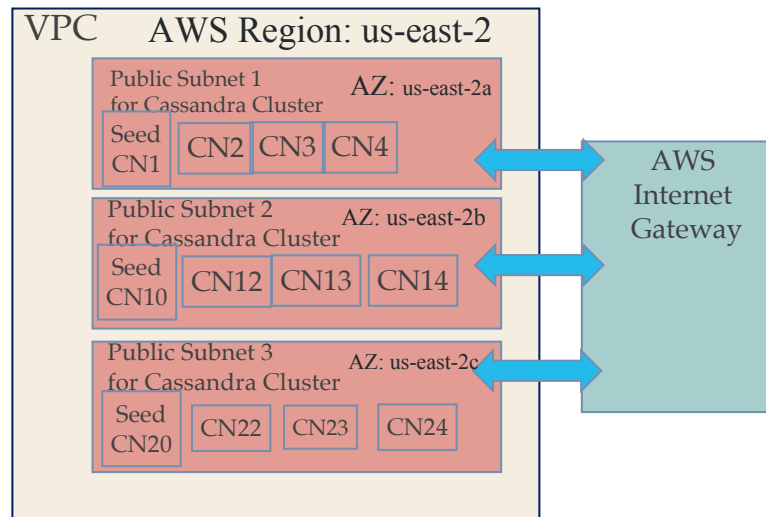 VPC AWS Region: us-east-2
Public Subnet 1
for Cassandra Cluster
AZ: us-east-2a
Seed
CN1
CN2
CN3
CN4
Public Subnet 2
for Cassandra Cluster
AZ: us-east-2b
Seed
CN10
CN12
CN13
CN14
Public Subnet 3
for Cassandra Cluster
AZ: us-east-2c
Seed
CN20
CN22
CN23
CN24
AWS
Internet
Gateway